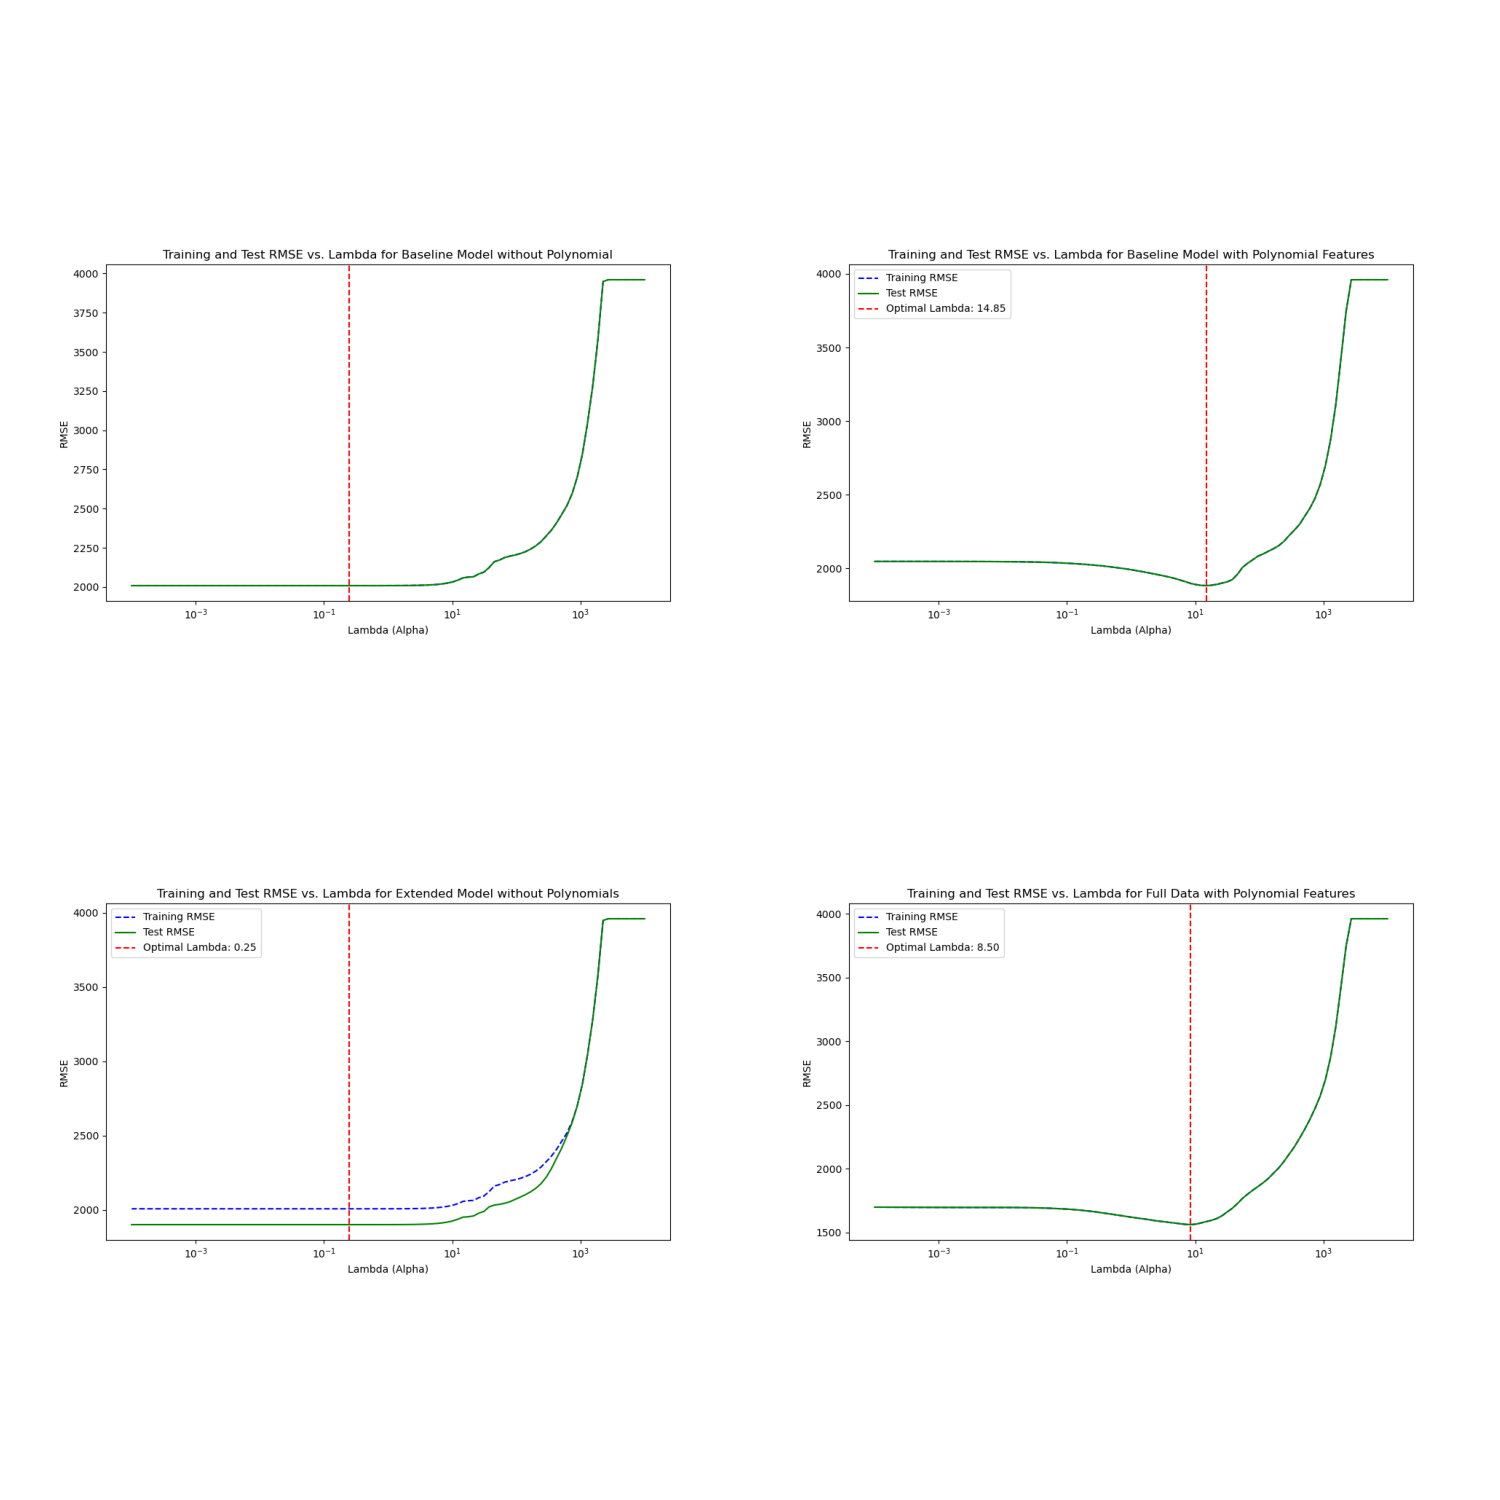 Training and Test RMSE vs. Lambda for Baseline Model without Polynomial
4000
3750
3500
3250
3000
2750
2500
2250
2000
RMSE
10⁻³ 10⁻¹ 10¹ 10³
Lambda (Alpha)
Training and Test RMSE vs. Lambda for Baseline Model with Polynomial Features
Training RMSE
Test RMSE
Optimal Lambda: 14.85
4000
3500
3000
2500
2000
RMSE
10⁻³ 10⁻¹ 10¹ 10³
Lambda (Alpha)
Training and Test RMSE vs. Lambda for Extended Model without Polynomials
Training RMSE
Test RMSE
Optimal Lambda: 0.25
4000
3500
3000
2500
2000
RMSE
10⁻³ 10⁻¹ 10¹ 10³
Lambda (Alpha)
Training and Test RMSE vs. Lambda for Full Data with Polynomial Features
Training RMSE
Test RMSE
Optimal Lambda: 8.50
4000
3500
3000
2500
2000
1500
RMSE
10⁻³ 10⁻¹ 10¹ 10³
Lambda (Alpha)